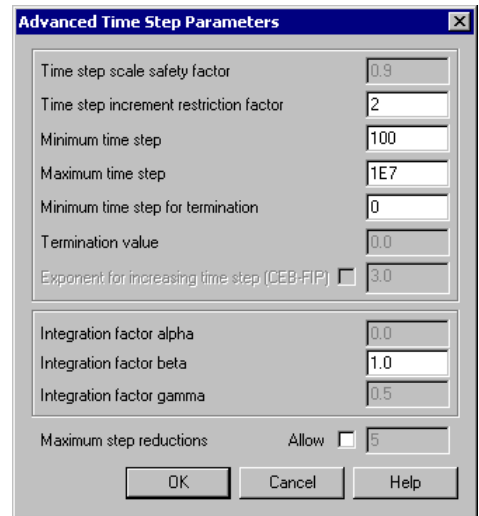 Advanced Time Step Parameters
Time step scale safety factor 0.9
Time step increment restriction factor 2
Minimum time step 100
Maximum time step 1E7
Minimum time step for termination 0
Termination value 0.0
Exponent for increasing time step (CEB-FIP) 3.0
Integration factor alpha 0.0
Integration factor beta 1.0
Integration factor gamma 0.5
Maximum step reductions Allow 5
OK Cancel Help